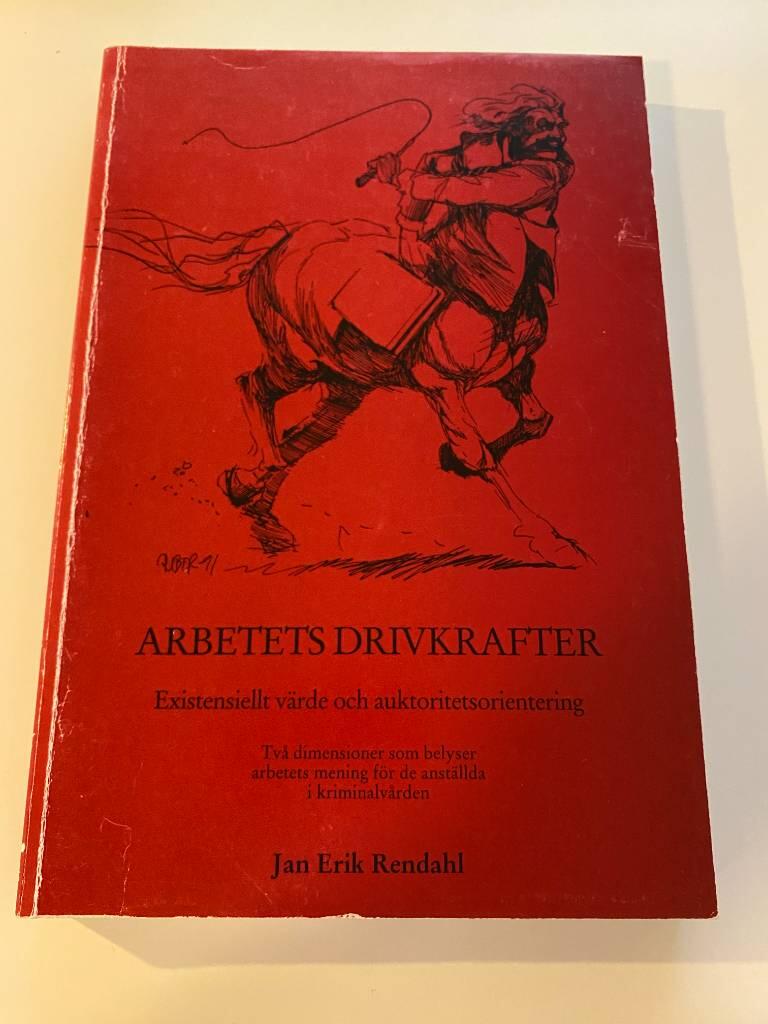 ARBETETS DRIVKRAFTER
Existensiellt värde och auktoritetsorientering
Två dimensioner som belyser
arbetets mening för de anställda
i kriminalvården
Jan Erik Rendahl